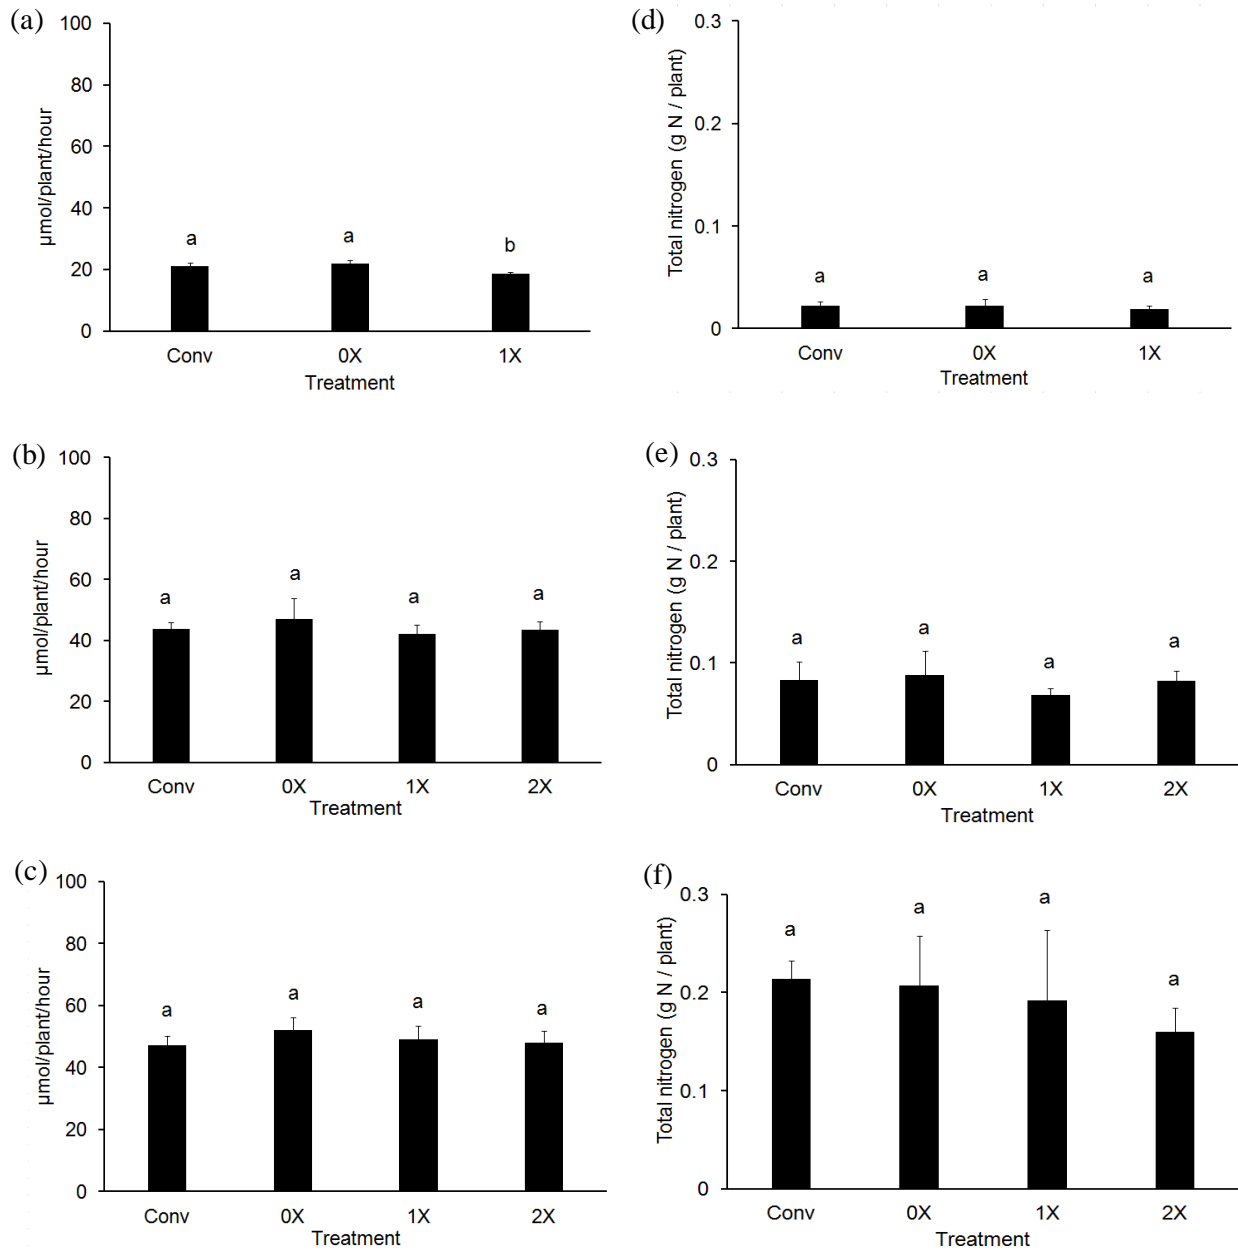 (a)
μmol/plant/hour
100
80
60
40
20
0
a
a
b
Conv 0X 1X
Treatment
(d)
Total nitrogen (g N / plant)
0.3
0.2
0.1
0
a
a
a
Conv 0X 1X
Treatment
(b)
μmol/plant/hour
100
80
60
40
20
0
a
a
a
a
Conv 0X 1X 2X
Treatment
(e)
Total nitrogen (g N / plant)
0.3
0.2
0.1
0
a
a
a
a
Conv 0X 1X 2X
Treatment
(c)
μmol/plant/hour
100
80
60
40
20
0
a
a
a
a
Conv 0X 1X 2X
Treatment
(f)
Total nitrogen (g N / plant)
0.3
0.2
0.1
0
a
a
a
a
Conv 0X 1X 2X
Treatment